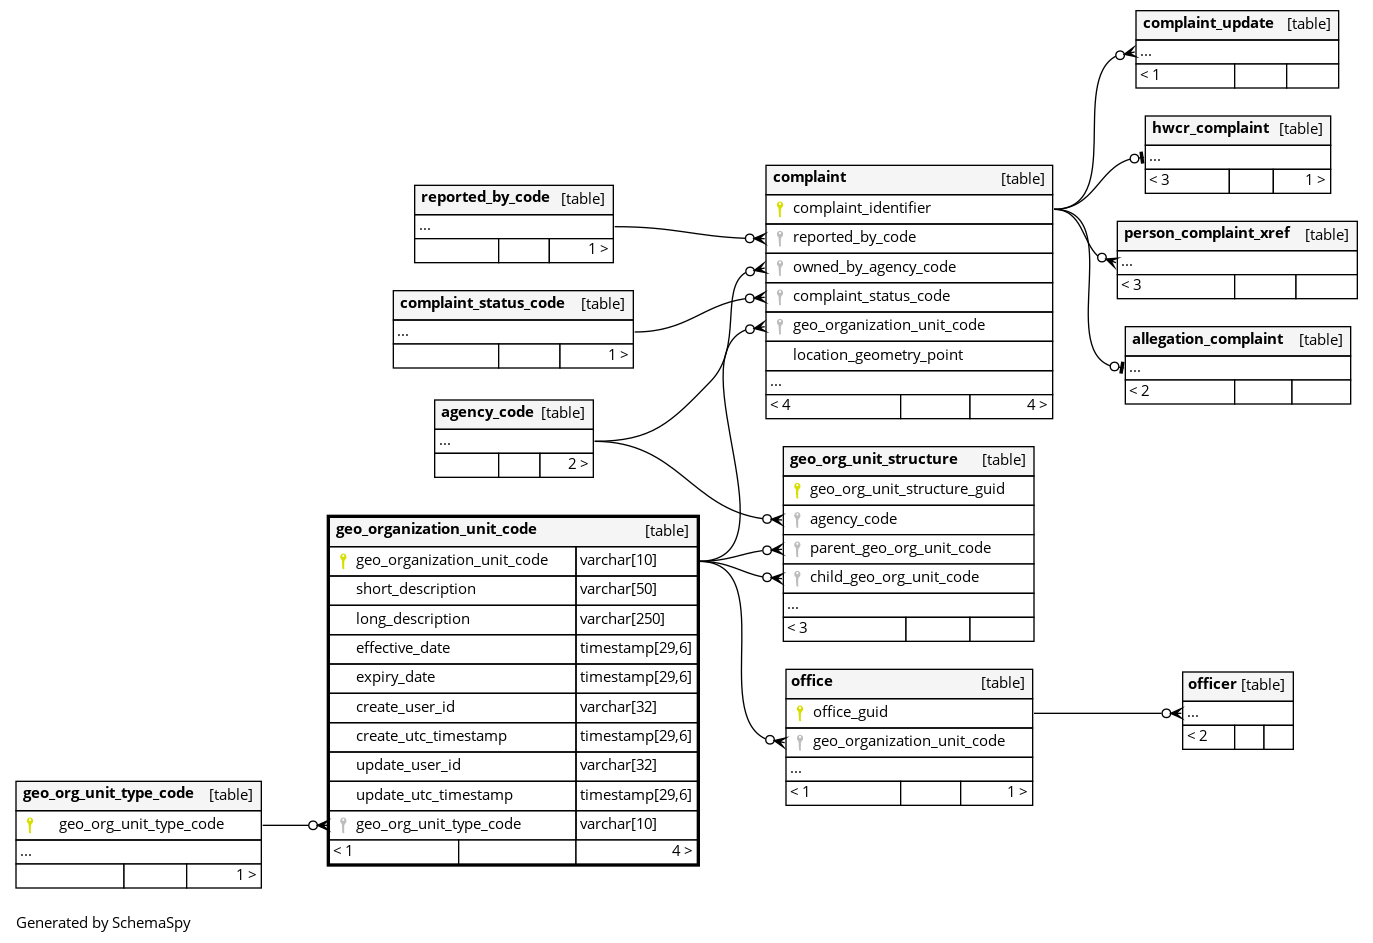 complaint_update [table]
...
< 1
hwcr_complaint [table]
...
< 3 1 >
person_complaint_xref [table]
...
< 3
allegation_complaint [table]
...
< 2
complaint [table]
complaint_identifier
reported_by_code
owned_by_agency_code
complaint_status_code
geo_organization_unit_code
location_geometry_point
...
< 4 4 >
reported_by_code [table]
...
1 >
complaint_status_code [table]
...
1 >
agency_code [table]
...
2 >
geo_org_unit_structure [table]
geo_org_unit_structure_guid
agency_code
parent_geo_org_unit_code
child_geo_org_unit_code
...
< 3
geo_organization_unit_code [table]
geo_organization_unit_code varchar[10]
short_description varchar[50]
long_description varchar[250]
effective_date timestamp[29,6]
expiry_date timestamp[29,6]
create_user_id varchar[32]
create_utc_timestamp timestamp[29,6]
update_user_id varchar[32]
update_utc_timestamp timestamp[29,6]
geo_org_unit_type_code varchar[10]
< 1 4 >
office [table]
office_guid
geo_organization_unit_code
...
< 1 1 >
officer [table]
...
< 2
geo_org_unit_type_code [table]
geo_org_unit_type_code
...
1 >
Generated by SchemaSpy